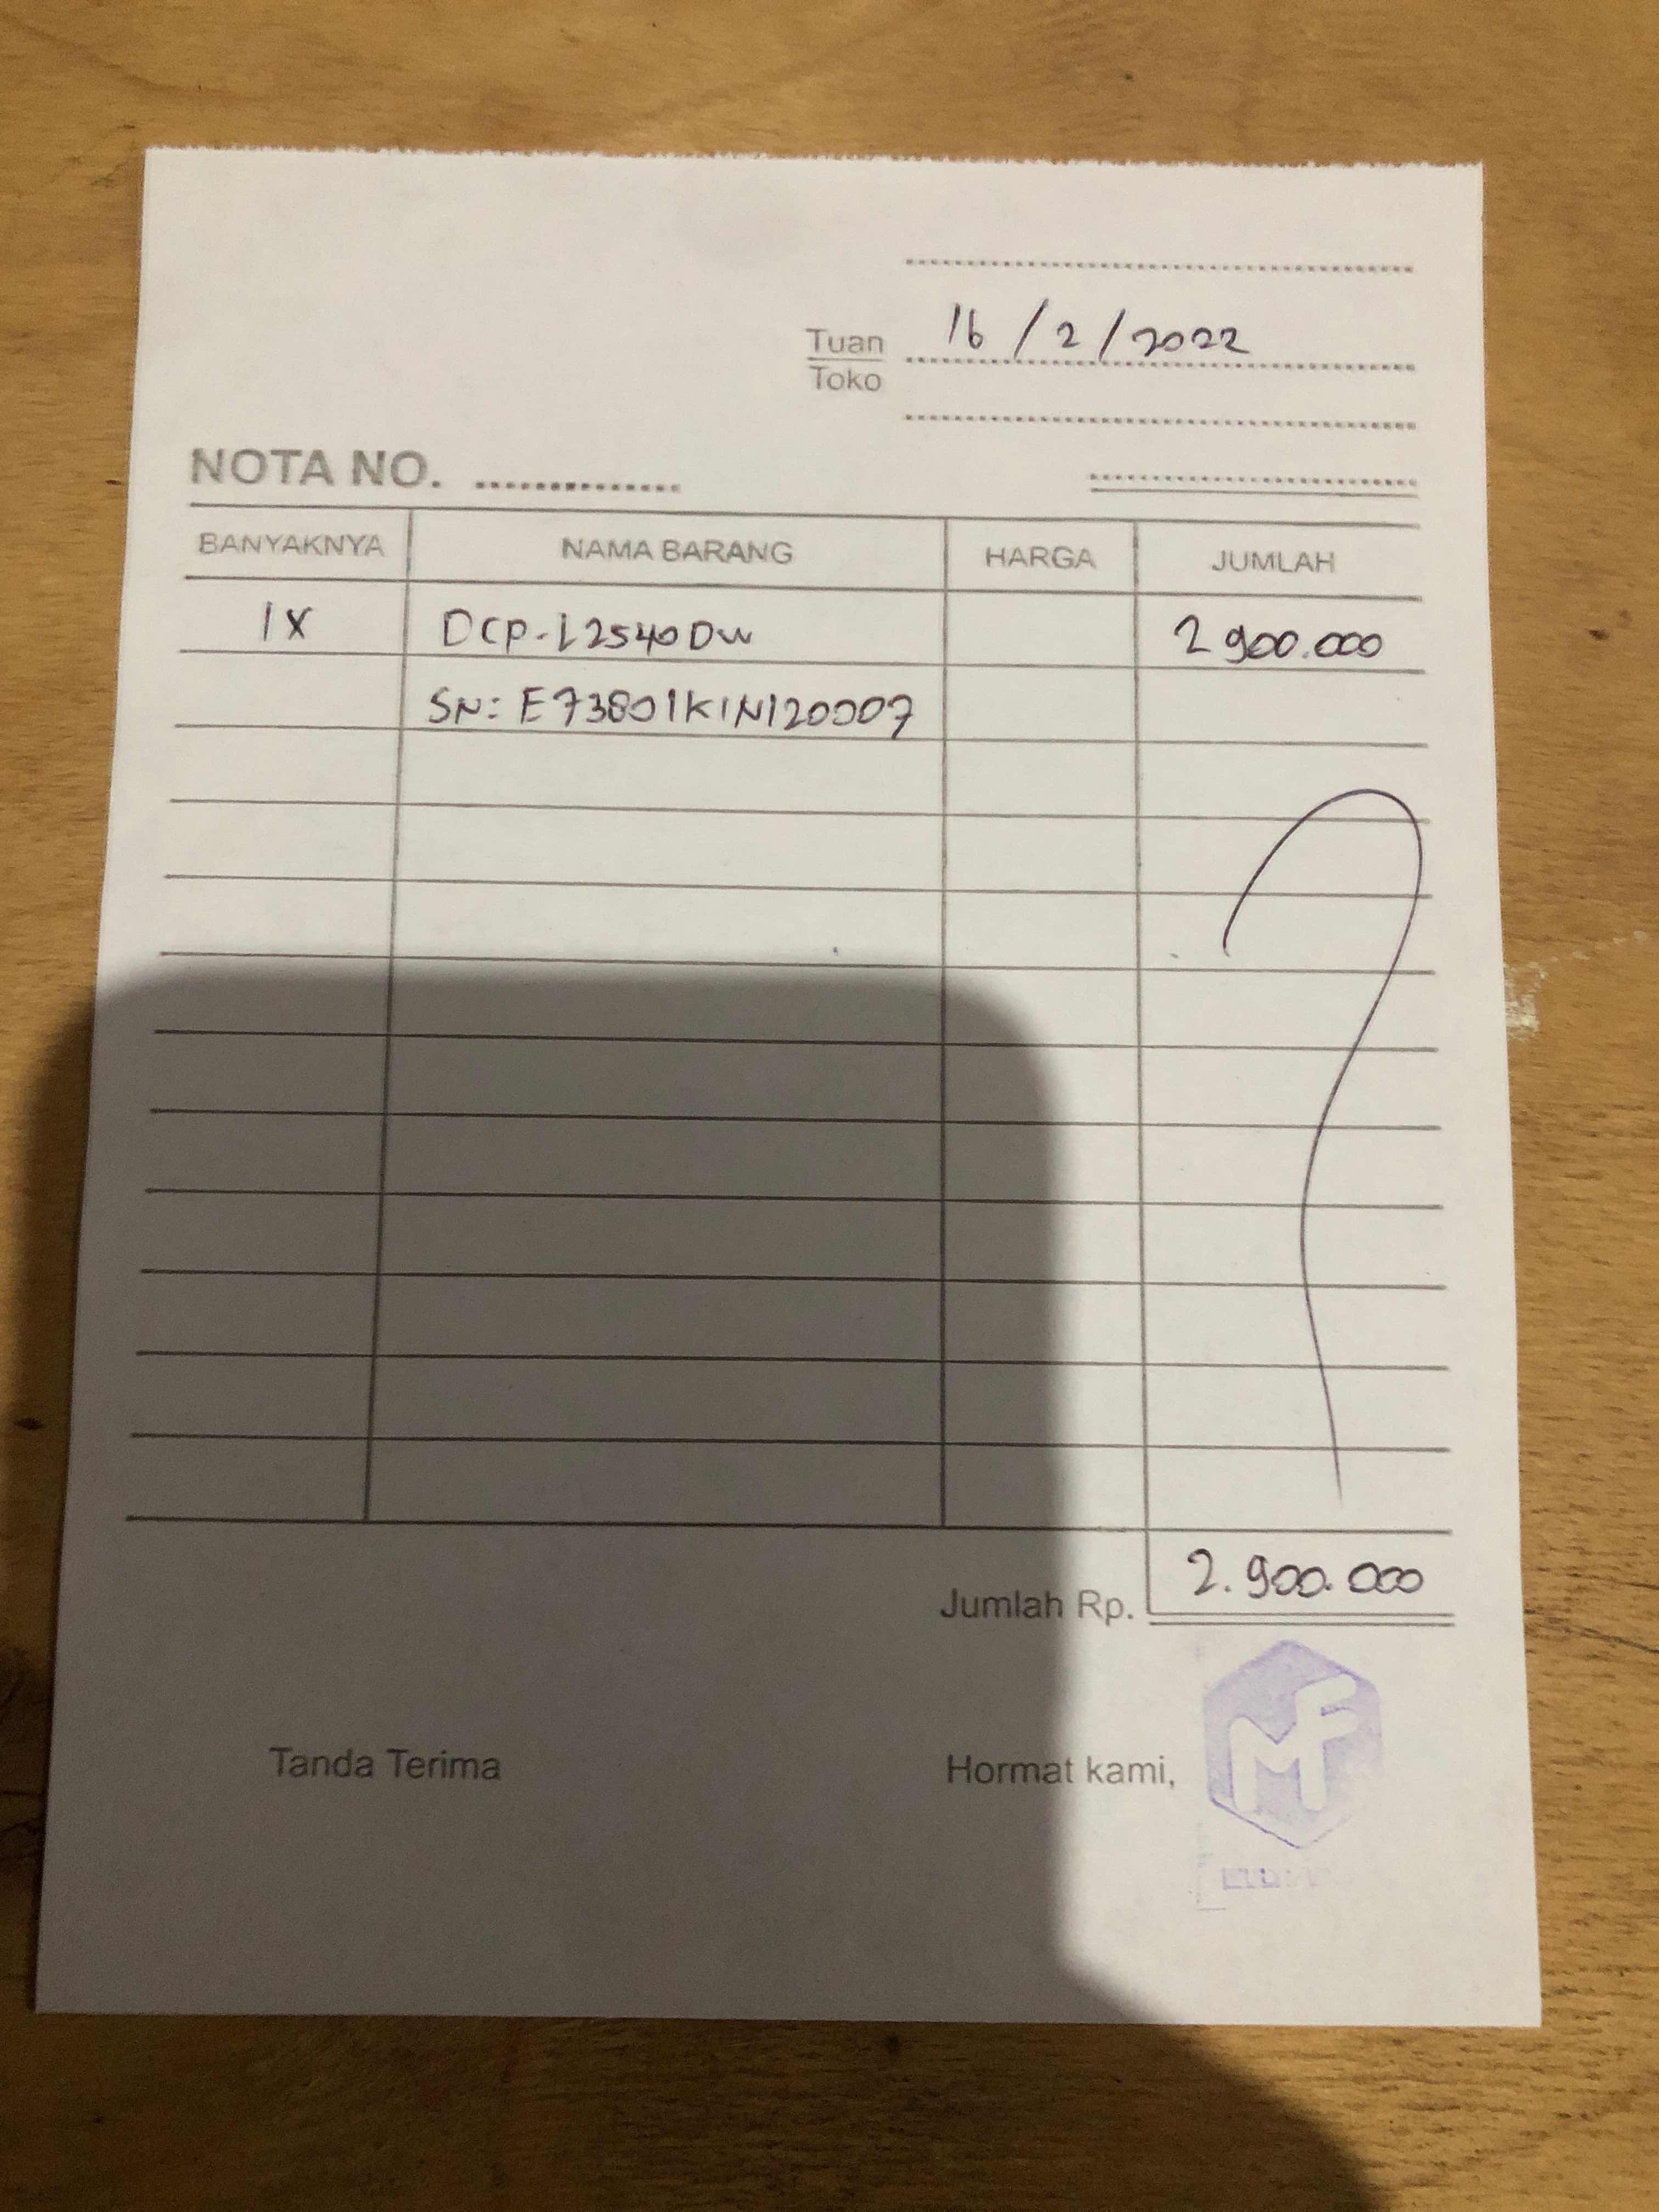 16/2/2022
Tuan
Toko
NOTA NO. ..............
BANYAKNYA NAMA BARANG HARGA JUMLAH
1X DCP-L2540DW 2 900.000
SN: E73801K1N120007
Jumlah Rp. 2.900.000
Tanda Terima Hormat kami,
MF